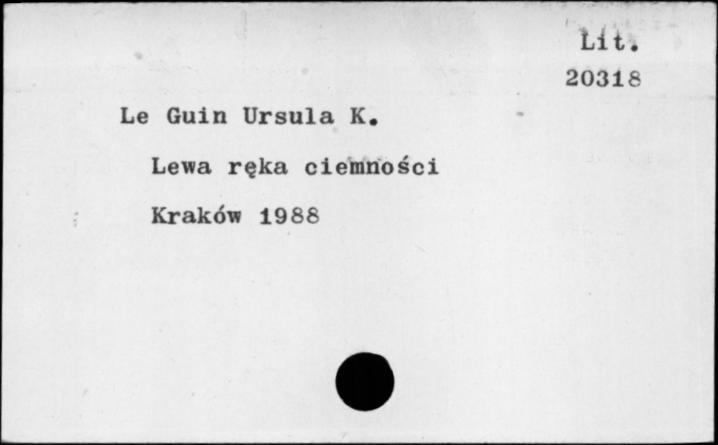 Lit.
20318
Le Guin Ursula K.
Lewa ręka ciemności
Kraków 1988